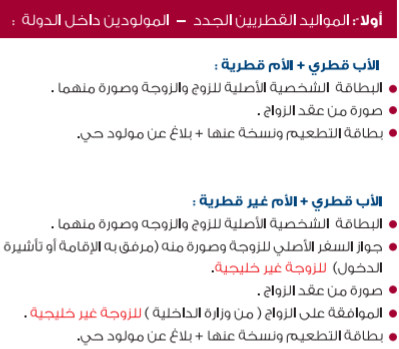 أولاً: المواليد القطريين الجدد – المولودين داخل الدولة :
الأب قطري + الأم قطرية :
البطاقة الشخصية الأصلية للزوج والزوجة وصورة منهما .
صورة من عقد الزواج .
بطاقة التطعيم ونسخة عنها + بلاغ عن مولود حي.
الأب قطري + الأم غير قطرية :
البطاقة الشخصية الأصلية للزوج والزوجه وصورة منهما .
جواز السفر الأصلي للزوجة وصورة منه (مرفق به الإقامة أو تأشيرة
الدخول) للزوجة غير خليجية.
صورة من عقد الزواج .
الموافقة على الزواج ( من وزارة الداخلية ) للزوجة غير خليجية .
بطاقة التطعيم ونسخة عنها + بلاغ عن مولود حي.